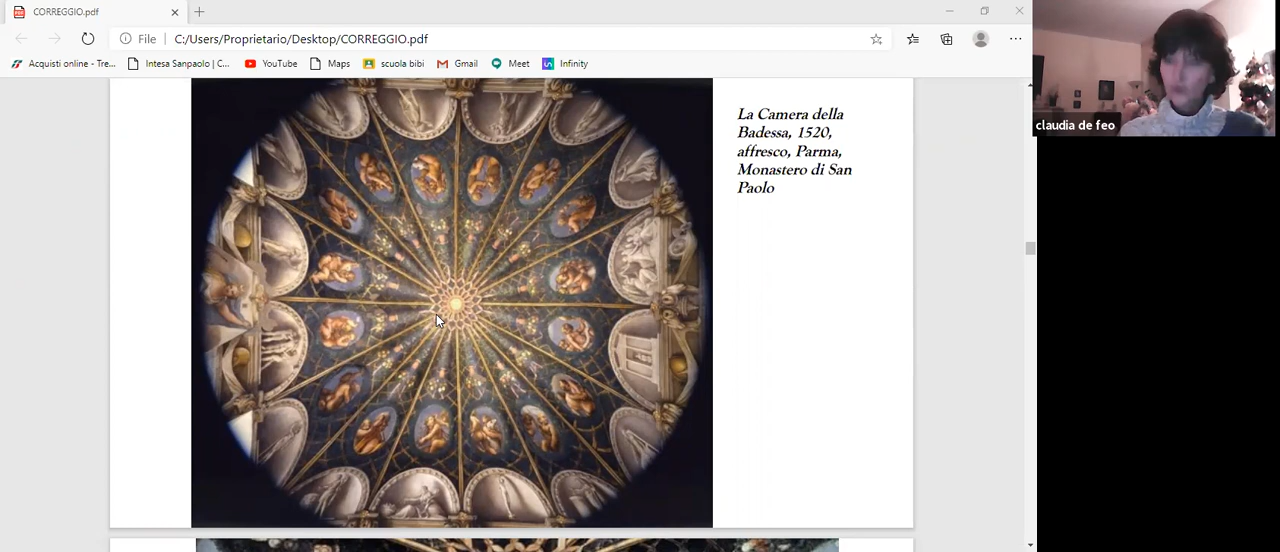 CORREGGIO.pdf
File C:/Users/Proprietario/Desktop/CORREGGIO.pdf
Acquisti online - Tre... Intesa Sanpaolo | C... YouTube Maps scuola bibi Gmail Meet Infinity
claudia de feo
La Camera della
Badessa, 1520,
affresco, Parma,
Monastero di San
Paolo